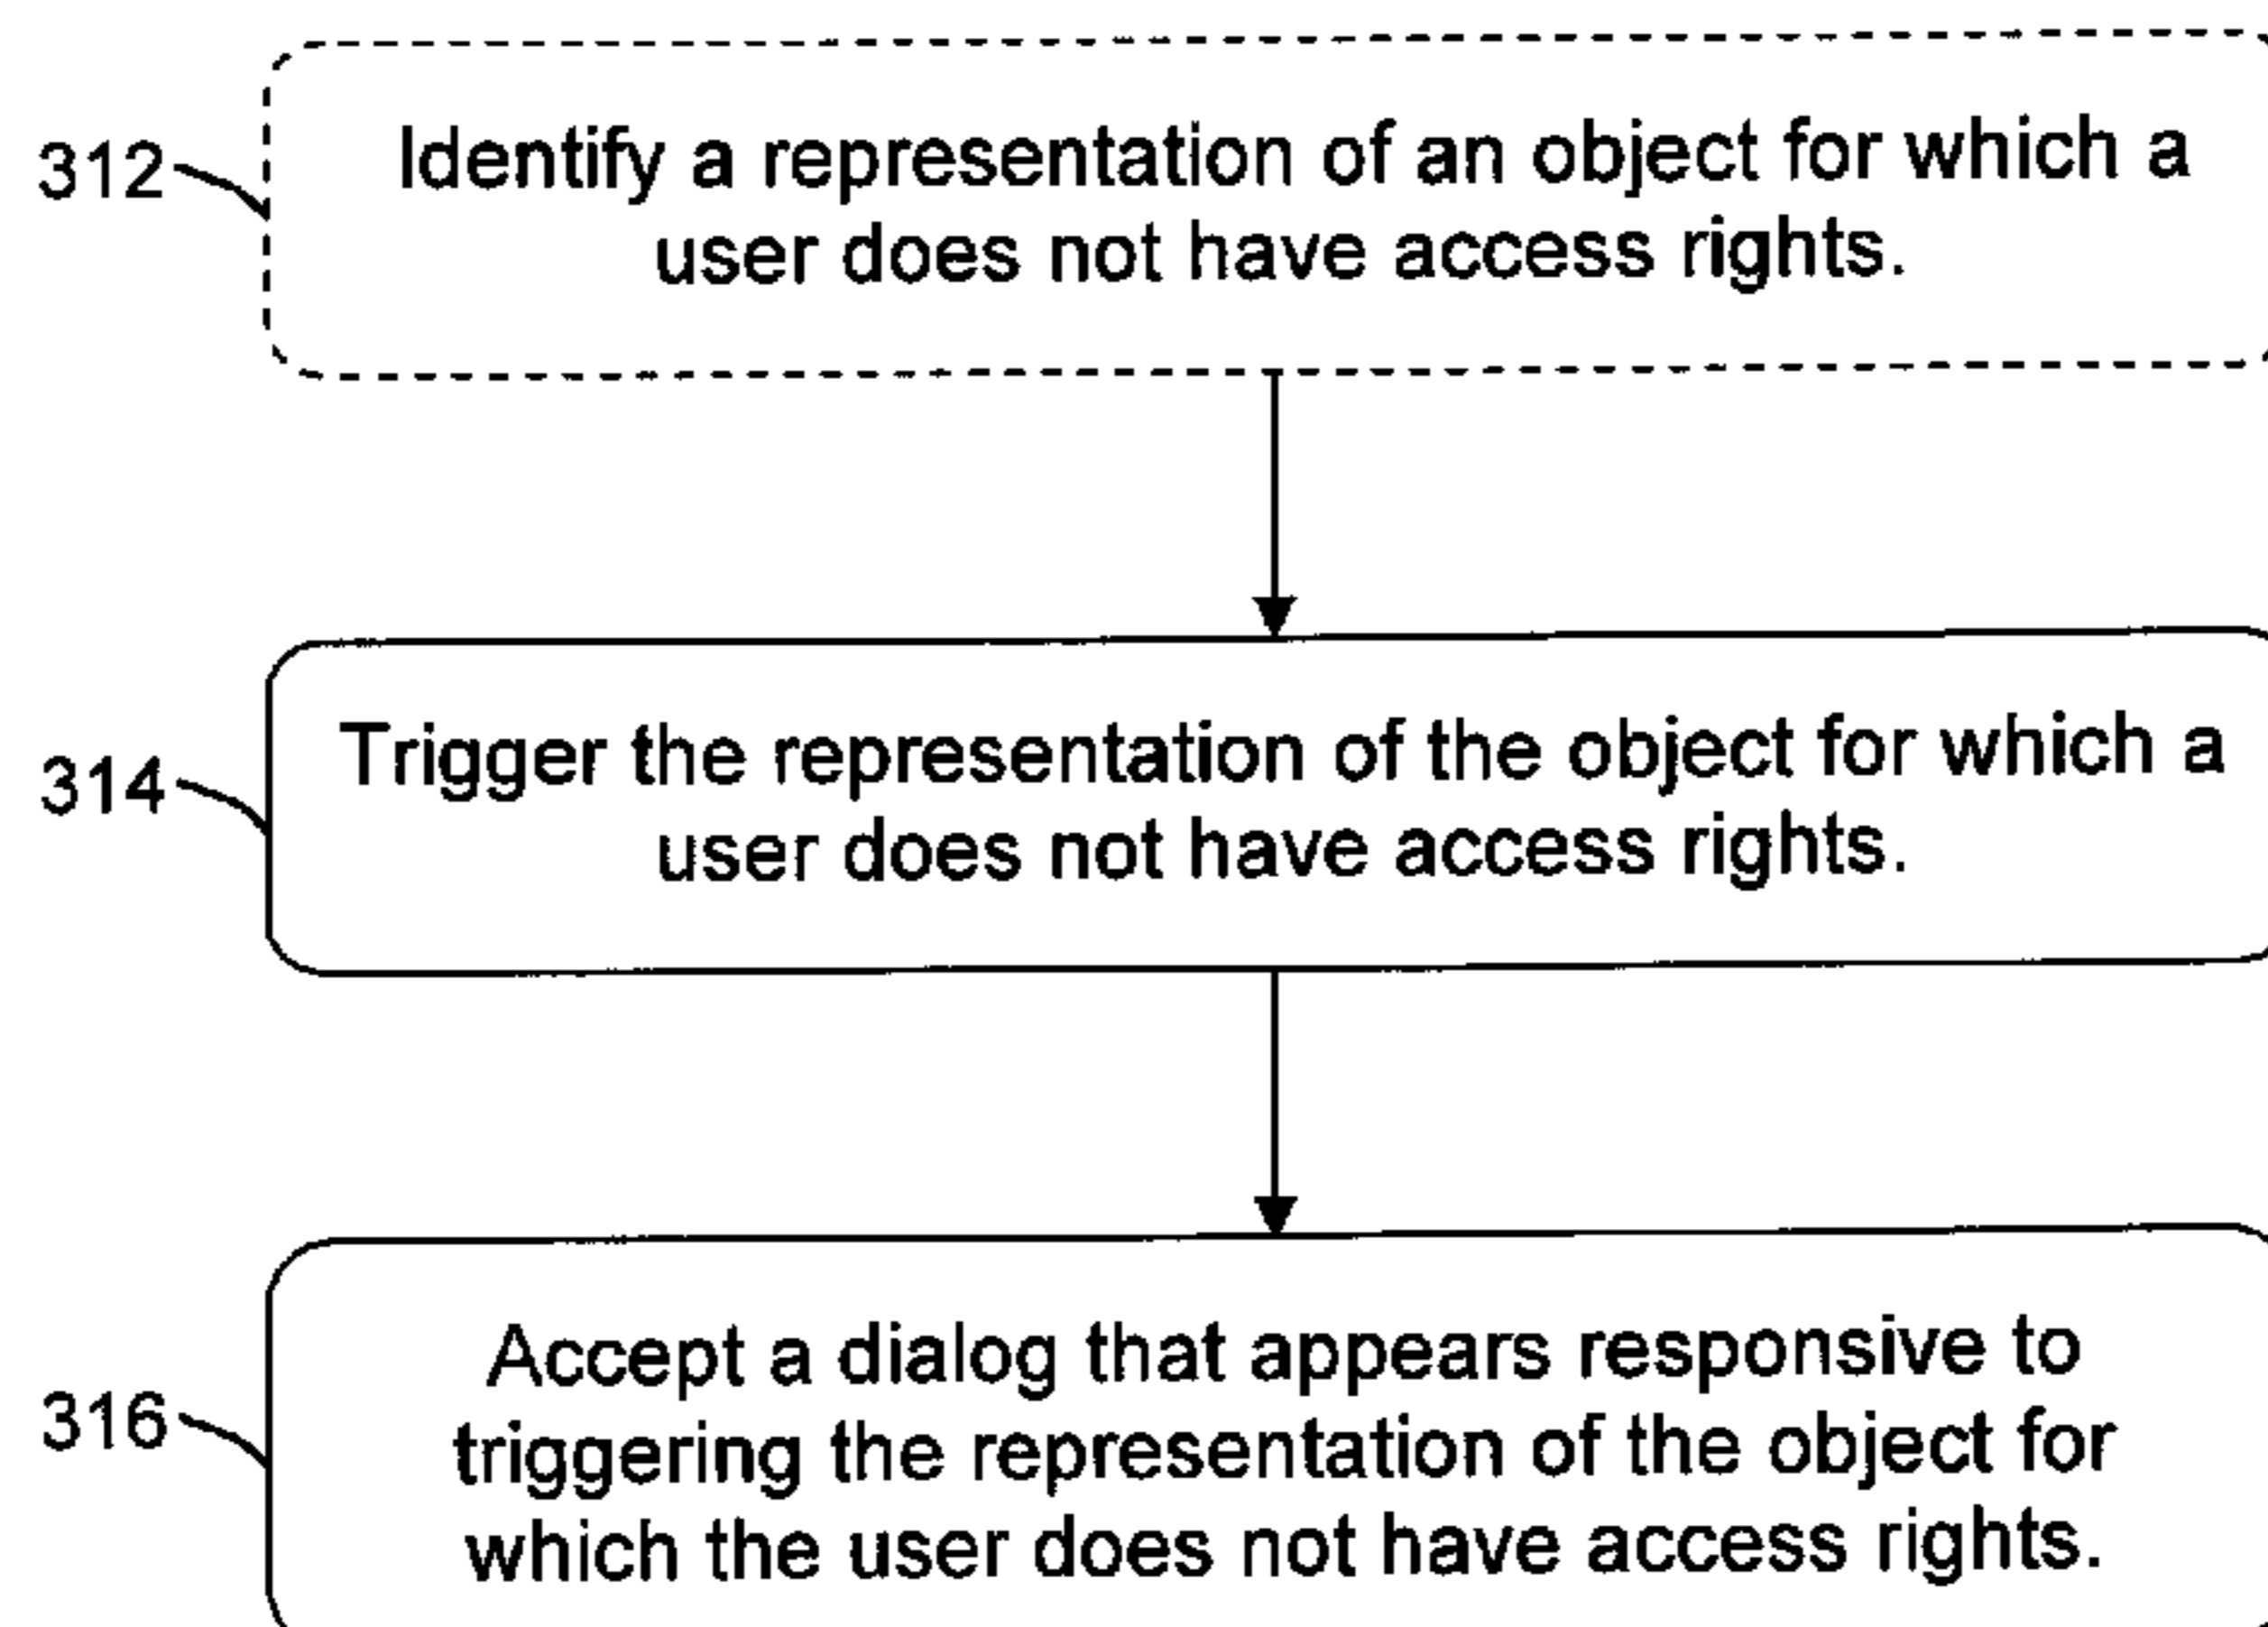 312
Identify a representation of an object for which a
user does not have access rights.
314
Trigger the representation of the object for which a
user does not have access rights.
316
Accept a dialog that appears responsive to
triggering the representation of the object for
which the user does not have access rights.